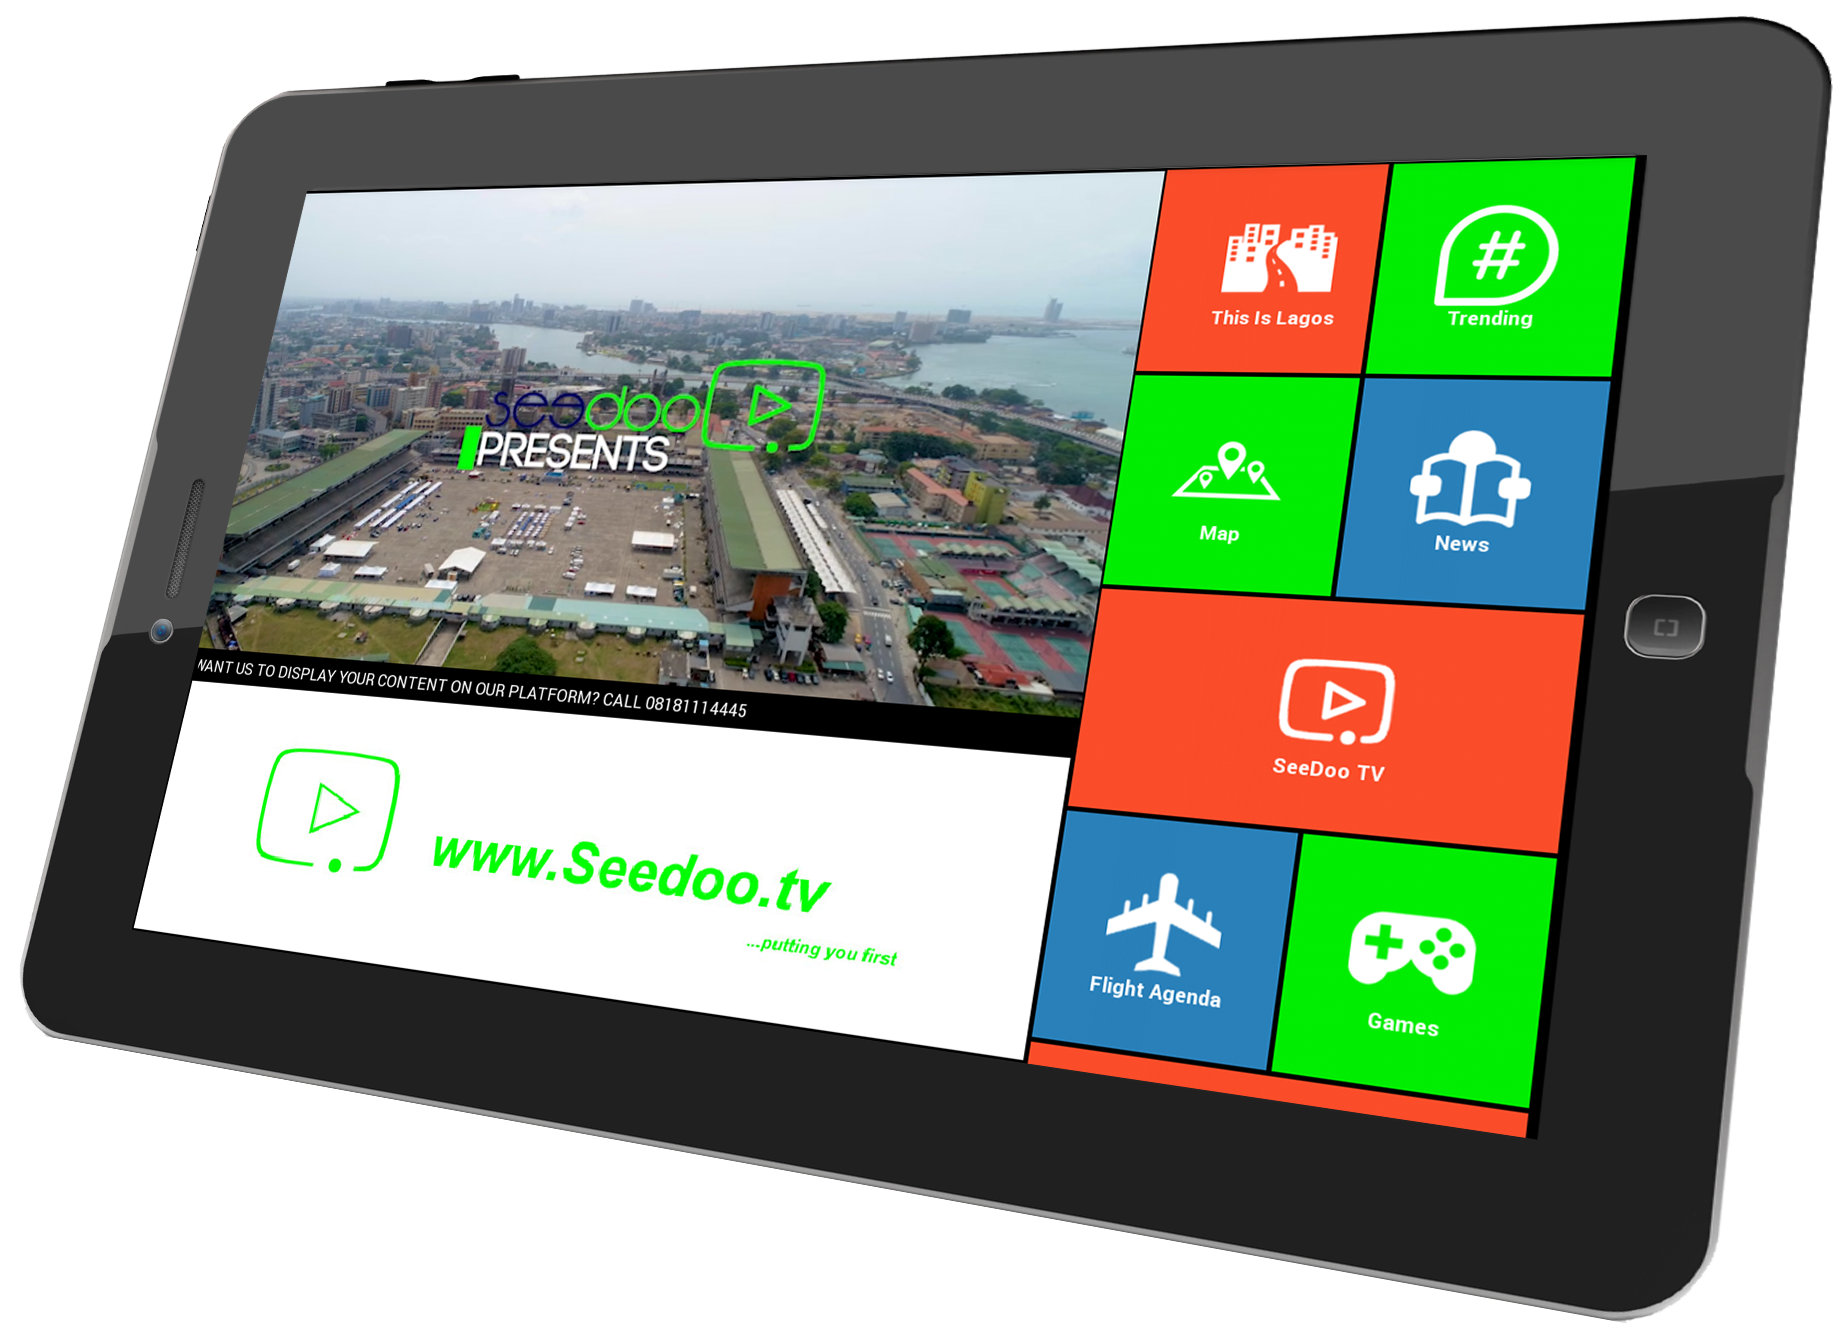 seedoo
PRESENTS
WANT US TO DISPLAY YOUR CONTENT ON OUR PLATFORM? CALL 08181114445
www.Seedoo.tv
...putting you first
This Is Lagos
#
Trending
Map
News
SeeDoo TV
Flight Agenda
Games